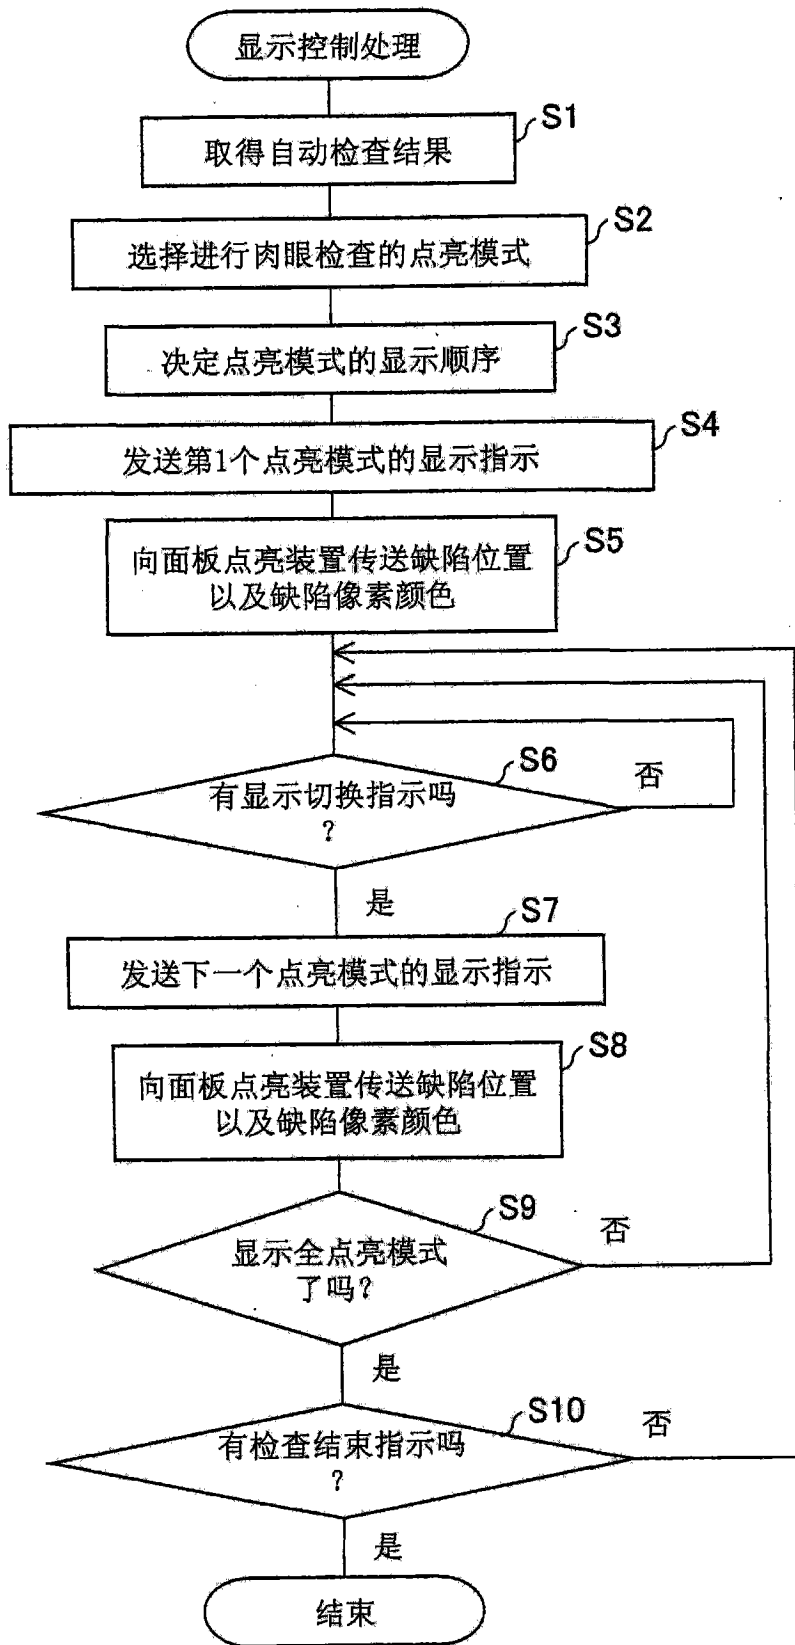 显示控制处理
S1
取得自动检查结果
S2
选择进行肉眼检查的点亮模式
S3
决定点亮模式的显示顺序
S4
发送第1个点亮模式的显示指示
S5
向面板点亮装置传送缺陷位置
以及缺陷像素颜色
S6
否
有显示切换指示吗
?
是
S7
发送下一个点亮模式的显示指示
S8
向面板点亮装置传送缺陷位置
以及缺陷像素颜色
S9
否
显示全点亮模式
了吗?
是
S10
否
有检查结束指示吗
?
是
结束